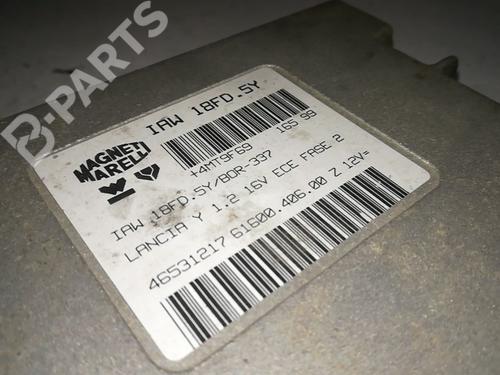 B-PARTS
MAGNETI
MARELLI
IAW 18FD.5Y
+4MT9F69 165 99
IAW 18FD.5Y/BOR-337
LANCIA Y 1.2 16V ECE FASE 2
46531217 61600.406.00 Z 12V=